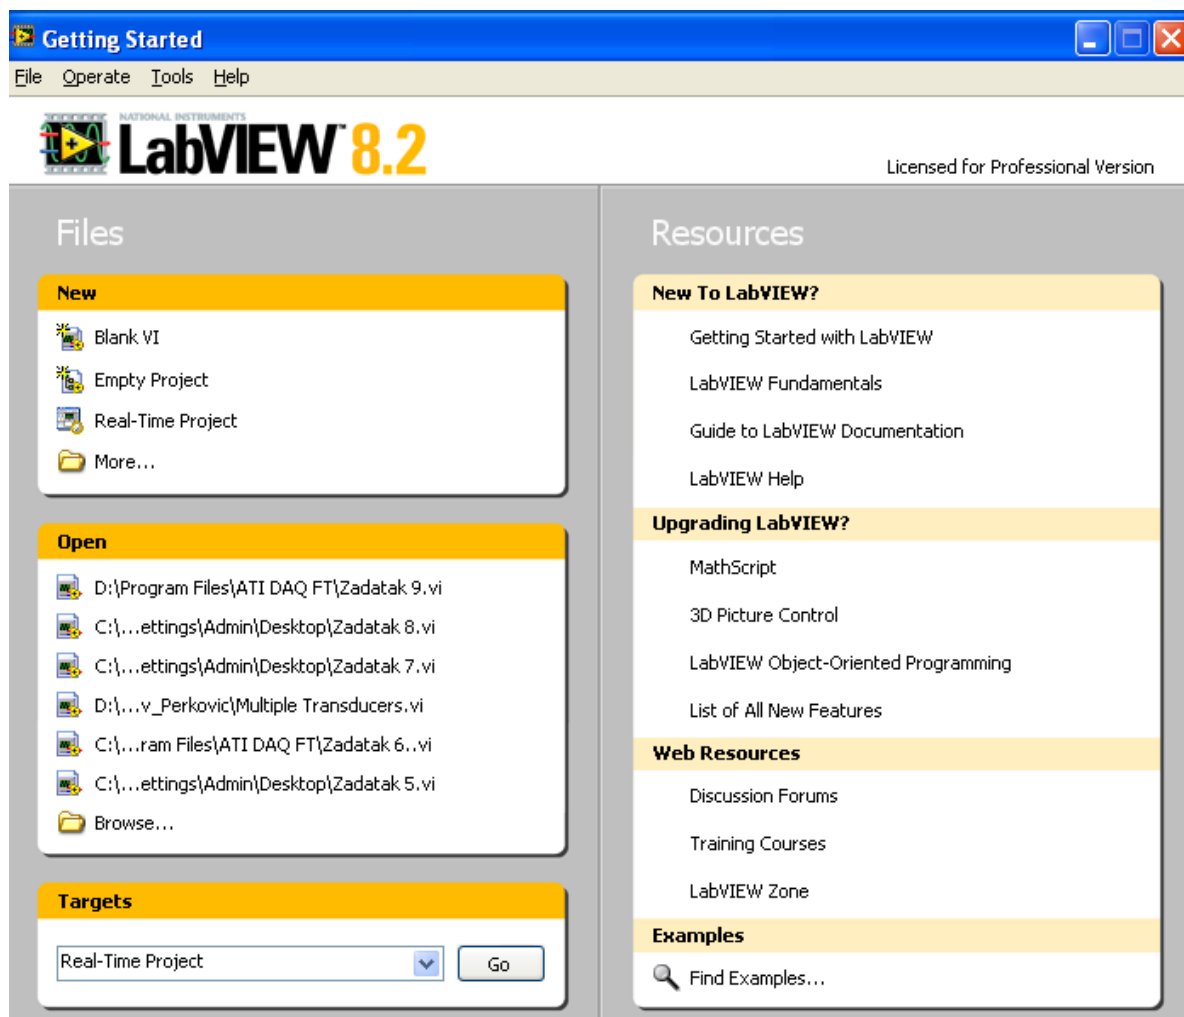 Getting Started
File Operate Tools Help
NATIONAL INSTRUMENTS
LabVIEW™ 8.2
Licensed for Professional Version
Files
New
Blank VI
Empty Project
Real-Time Project
More...
Open
D:\Program Files\ATI DAQ FT\Zadatak 9.vi
C:\...ettings\Admin\Desktop\Zadatak 8.vi
C:\...ettings\Admin\Desktop\Zadatak 7.vi
D:\...v_Perkovic\Multiple Transducers.vi
C:\...ram Files\ATI DAQ FT\Zadatak 6..vi
C:\...ettings\Admin\Desktop\Zadatak 5.vi
Browse...
Targets
Real-Time Project
Go
Resources
New To LabVIEW?
Getting Started with LabVIEW
LabVIEW Fundamentals
Guide to LabVIEW Documentation
LabVIEW Help
Upgrading LabVIEW?
MathScript
3D Picture Control
LabVIEW Object-Oriented Programming
List of All New Features
Web Resources
Discussion Forums
Training Courses
LabVIEW Zone
Examples
Find Examples...